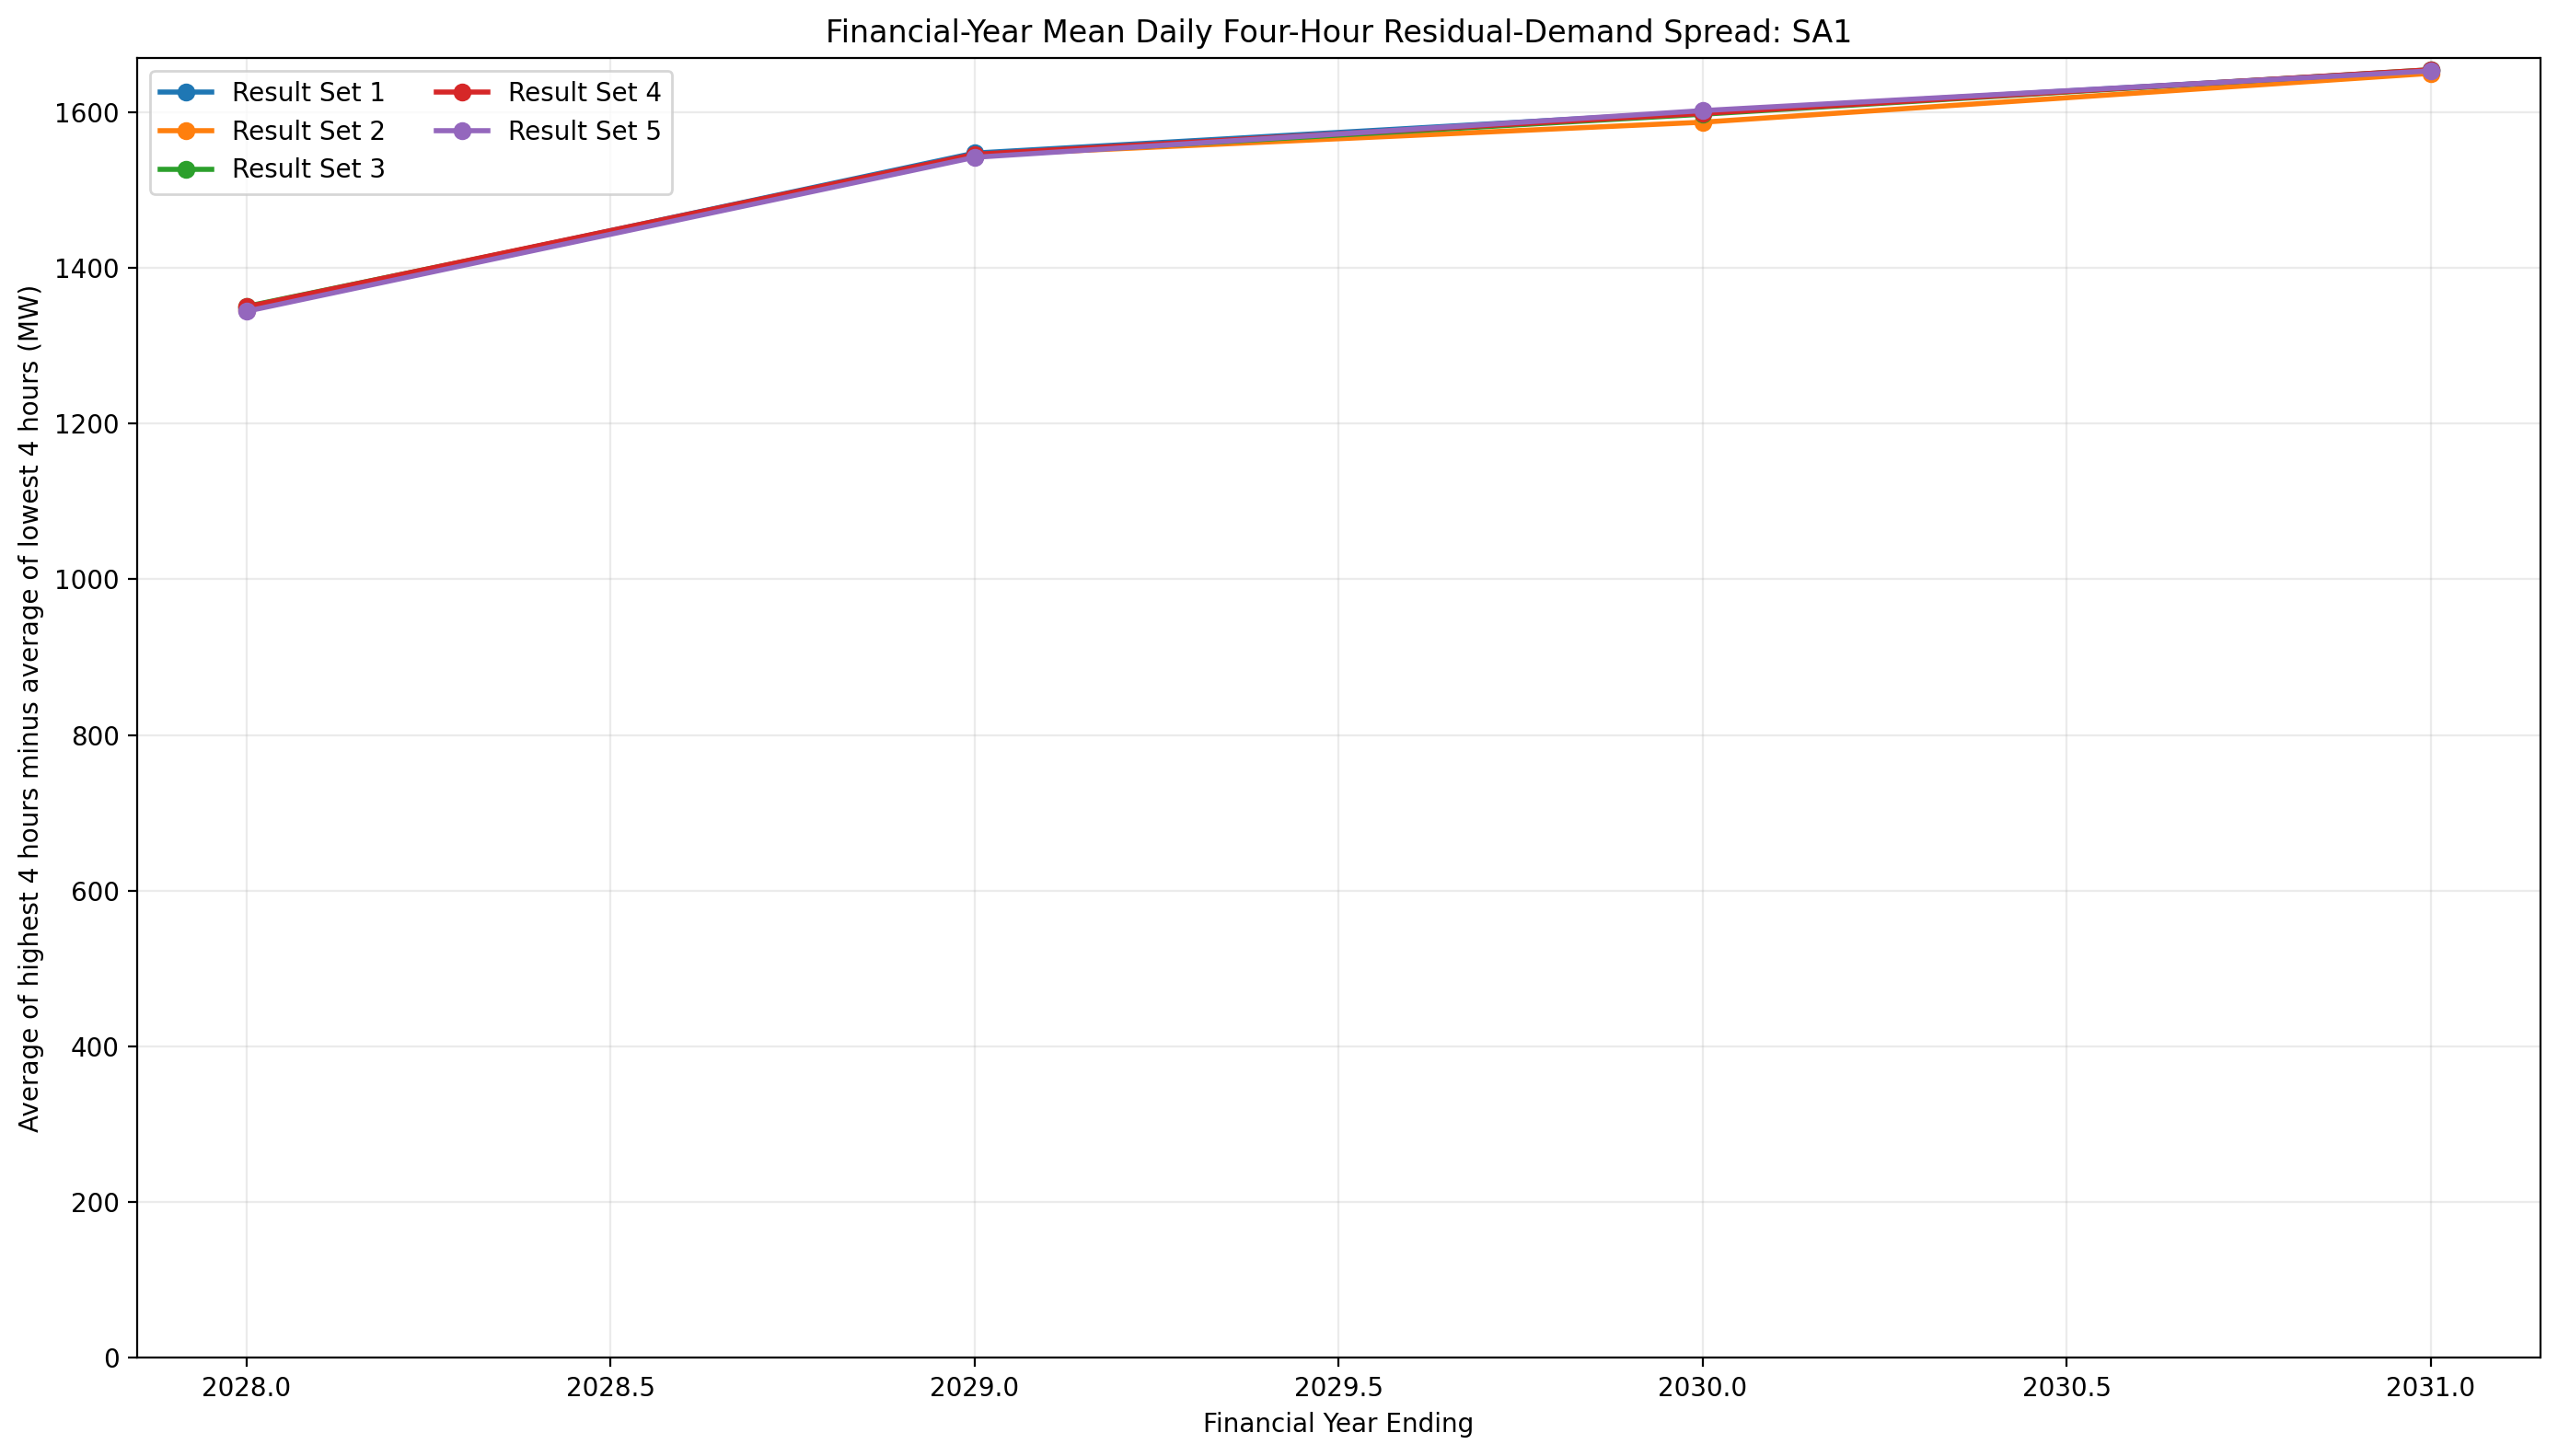 Financial-Year Mean Daily Four-Hour Residual-Demand Spread: SA1
Result Set 1
Result Set 2
Result Set 3
Result Set 4
Result Set 5
Average of highest 4 hours minus average of lowest 4 hours (MW)
1600
1400
1200
1000
800
600
400
200
0
2028.0 2028.5 2029.0 2029.5 2030.0 2030.5 2031.0
Financial Year Ending